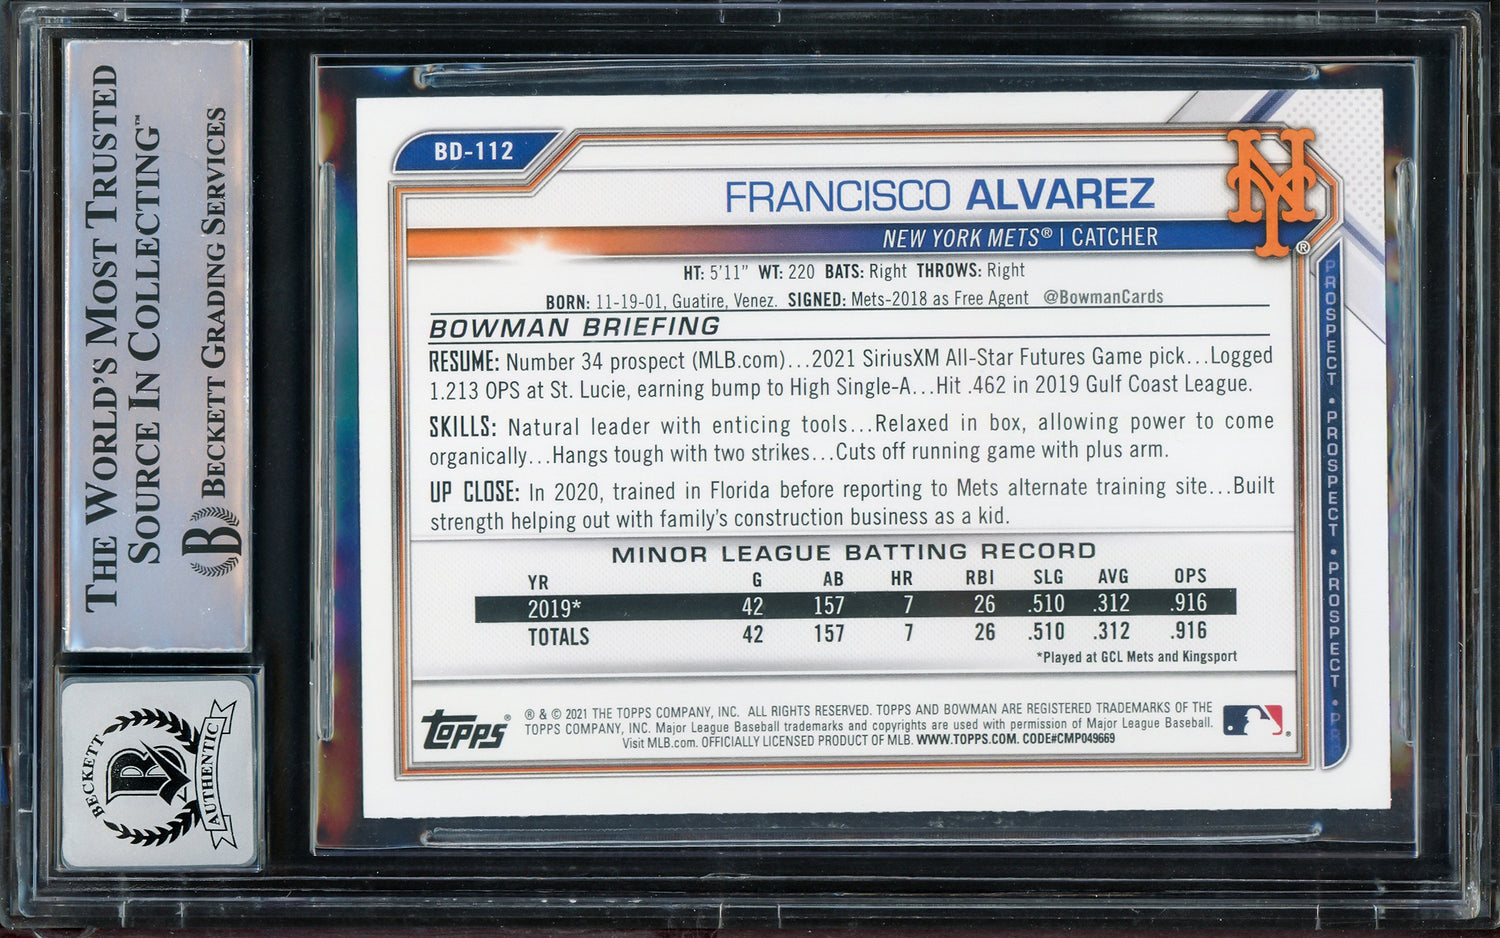 THE WORLD'S MOST TRUSTED
SOURCE IN COLLECTING™
B BECKETT GRADING SERVICES
BECKETT
B
AUTHENTIC
BD-112
NY®
FRANCISCO ALVAREZ
NEW YORK METS® | CATCHER
HT: 5'11" WT: 220 BATS: Right THROWS: Right
BORN: 11-19-01, Guatire, Venez. SIGNED: Mets-2018 as Free Agent @BowmanCards
BOWMAN BRIEFING
RESUME: Number 34 prospect (MLB.com)...2021 SiriusXM All-Star Futures Game pick...Logged
1.213 OPS at St. Lucie, earning bump to High Single-A...Hit .462 in 2019 Gulf Coast League.
SKILLS: Natural leader with enticing tools...Relaxed in box, allowing power to come
organically...Hangs tough with two strikes...Cuts off running game with plus arm.
UP CLOSE: In 2020, trained in Florida before reporting to Mets alternate training site...Built
strength helping out with family's construction business as a kid.
MINOR LEAGUE BATTING RECORD
YR G AB HR RBI SLG AVG OPS
2019* 42 157 7 26 .510 .312 .916
TOTALS 42 157 7 26 .510 .312 .916
*Played at GCL Mets and Kingsport
topps®
® & © 2021 THE TOPPS COMPANY, INC. ALL RIGHTS RESERVED. TOPPS AND BOWMAN ARE REGISTERED TRADEMARKS OF THE
TOPPS COMPANY, INC. Major League Baseball trademarks and copyrights are used with permission of Major League Baseball.
Visit MLB.com. OFFICIALLY LICENSED PRODUCT OF MLB. WWW.TOPPS.COM. CODE#CMP049669
PROSPECT • PROSPECT • PROSPECT • PR